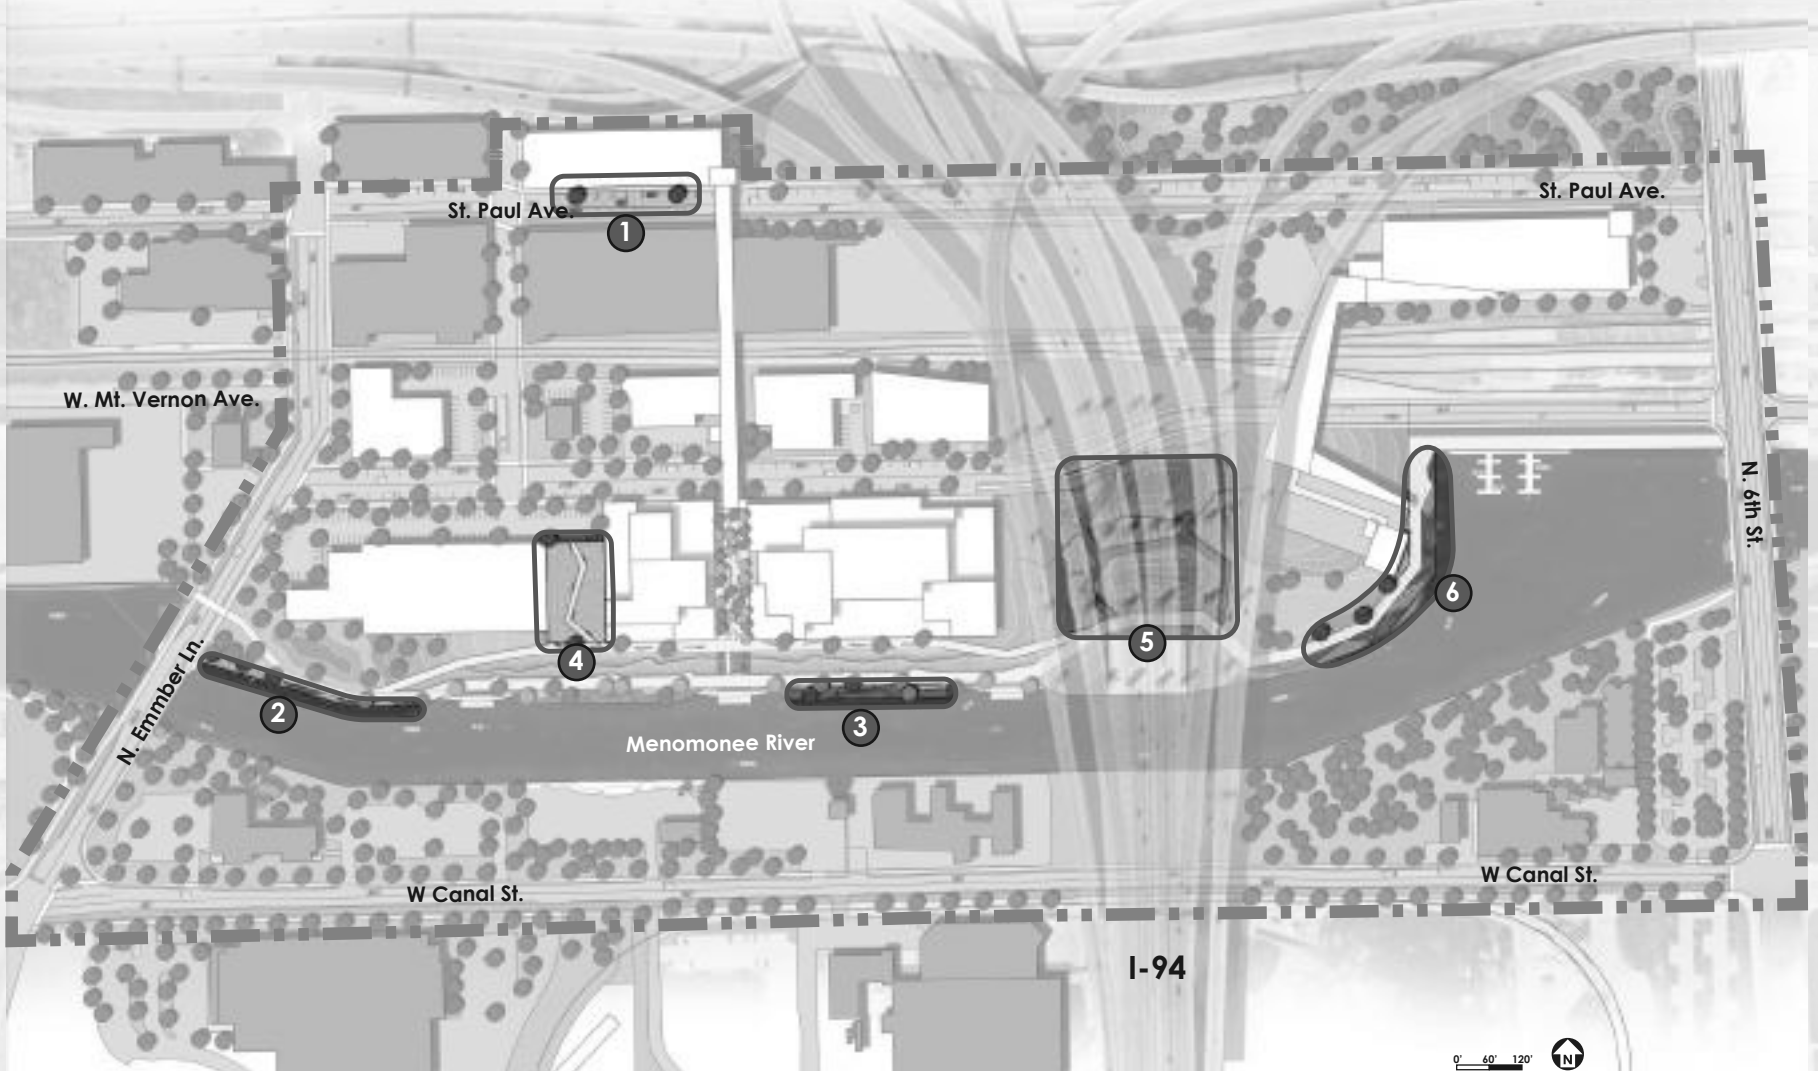 St. Paul Ave.
St. Paul Ave.
1
W. Mt. Vernon Ave.
N. 6th St.
6
5
4
N. Emmber Ln.
2
3
Menomonee River
W Canal St.
W Canal St.
I-94
0' 60' 120'
N